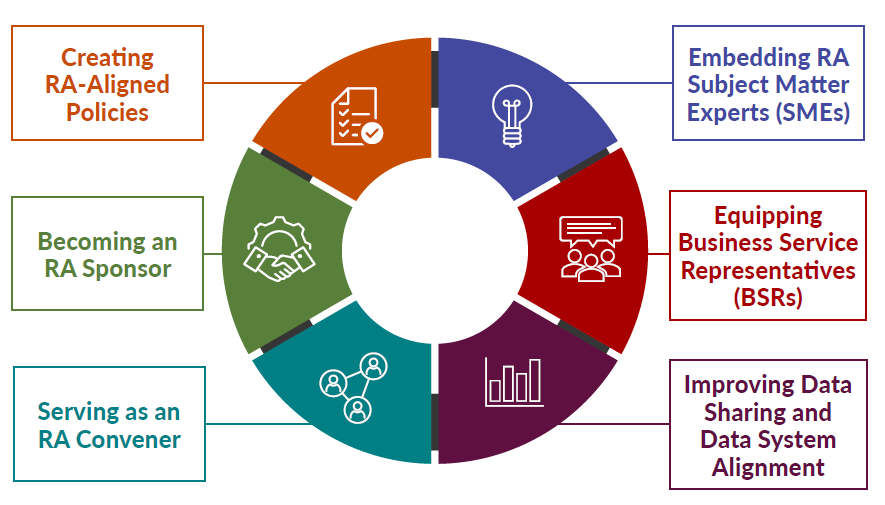 Creating
RA-Aligned
Policies
Embedding RA
Subject Matter
Experts (SMEs)
Becoming an
RA Sponsor
Equipping
Business Service
Representatives
(BSRs)
Serving as an
RA Convener
Improving Data
Sharing and
Data System
Alignment